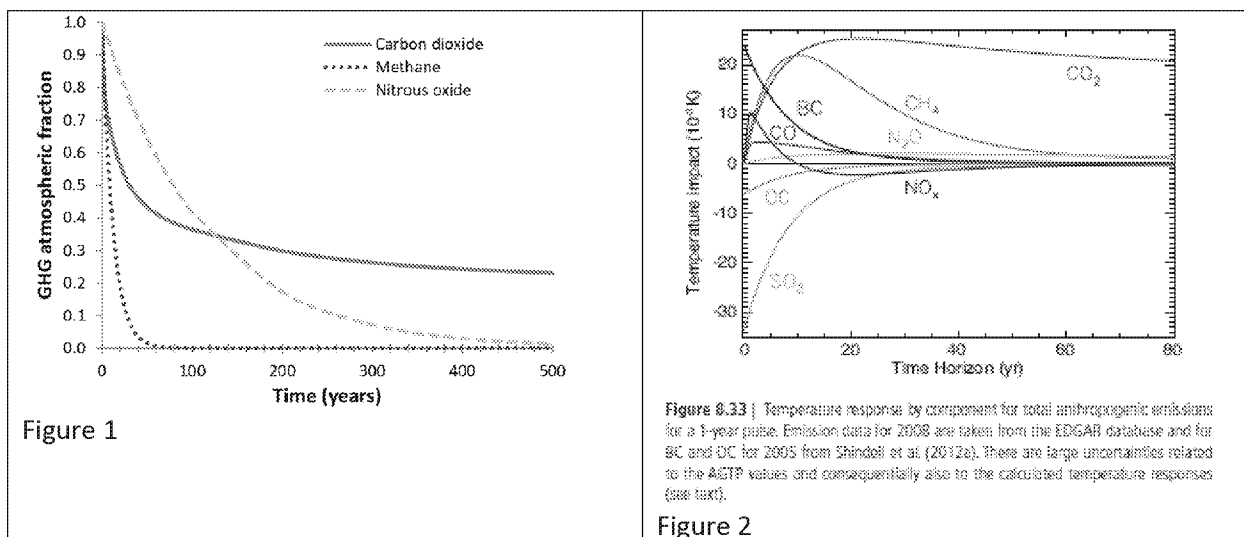 1.0
0.9
0.8
0.7
0.6
0.5
0.4
0.3
0.2
0.1
0.0
GHG atmospheric fraction
Carbon dioxide
Methane
Nitrous oxide
0 100 200 300 400 500
Time (years)
Figure 1
20
10
0
-10
-20
-30
Temperature Impact (10⁻³ K)
CO₂
CH₄
BC
N₂O
CO
NOₓ
OC
SO₂
0 20 40 60 80
Time Horizon (yr)
Figure 8.33 | Temperature response by component for total anthropogenic emissions
for a 1-year pulse. Emission data for 2008 are taken from the EDGAR database and for
BC and OC for 2005 from Shindell et al. (2012a). There are large uncertainties related
to the AGTP values and consequentially also to the calculated temperature responses
(see text).
Figure 2